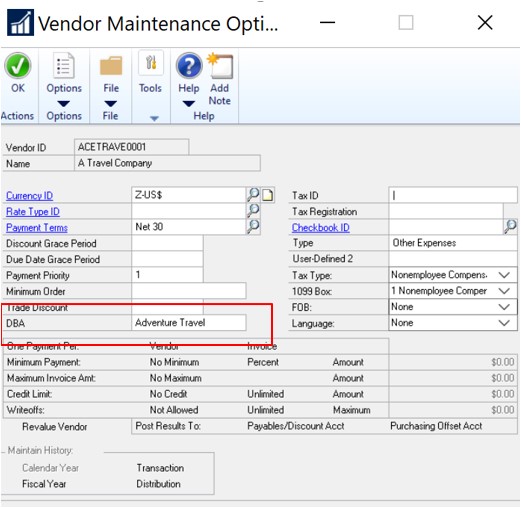 Vendor Maintenance Opti...
OK Options File Tools Help Add Note
Actions Options File Help
Vendor ID ACETRAVE0001
Name A Travel Company
Currency ID Z-US$ Tax ID
Rate Type ID Tax Registration
Payment Terms Net 30 Checkbook ID
Discount Grace Period Type Other Expenses
Due Date Grace Period User-Defined 2
Payment Priority 1 Tax Type: Nonemployee Compens.
Minimum Order 1099 Box: 1 Nonemployee Comper
Trade Discount FOB: None
DBA Adventure Travel Language: None
One Payment Per: Vendor Invoice
Minimum Payment: No Minimum Percent Amount $0.00
Maximum Invoice Amt: No Maximum Amount $0.00
Credit Limit: No Credit Unlimited Amount $0.00
Writeoffs: Not Allowed Unlimited Maximum $0.00
Revalue Vendor Post Results To: Payables/Discount Acct Purchasing Offset Acct
Maintain History:
Calendar Year Transaction
Fiscal Year Distribution